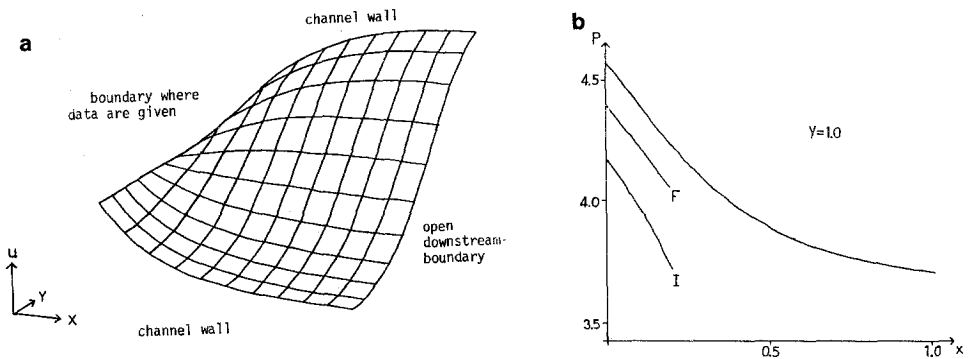 a
channel wall
boundary where
data are given
open
downstream-
boundary
channel wall
u
Y
X
b
P
4.5
4.0
3.5
y=1.0
F
I
0.5
1.0
x